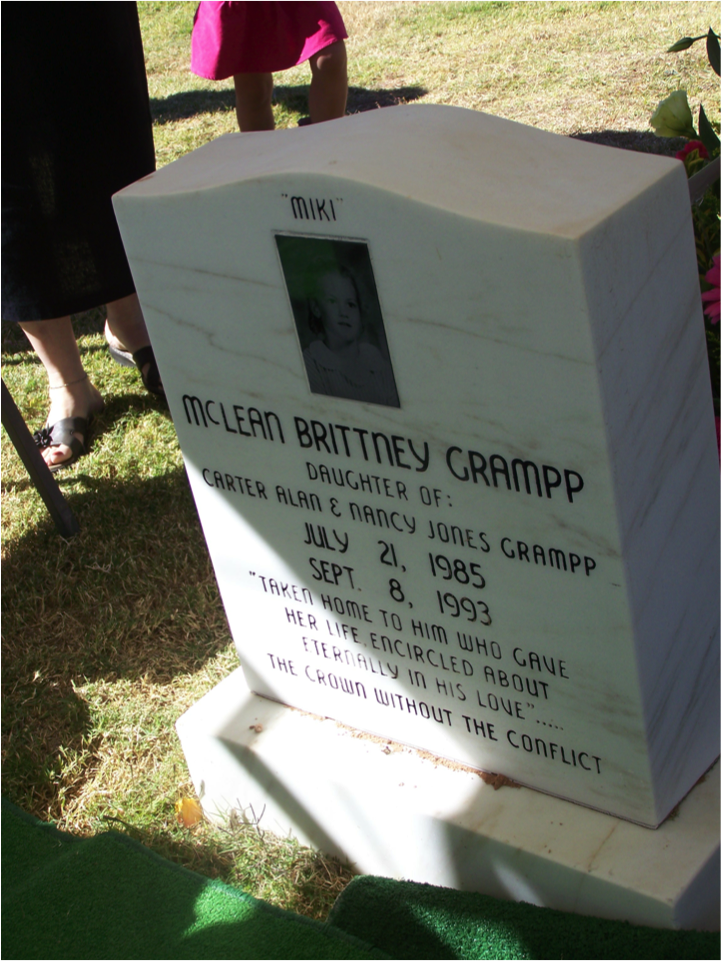 "MIKI"
McLEAN BRITTNEY GRAMPP
DAUGHTER OF:
CARTER ALAN & NANCY JONES GRAMPP
JULY 21, 1985
SEPT. 8, 1993
"TAKEN HOME TO HIM WHO GAVE
HER LIFE, ENCIRCLED ABOUT
ETERNALLY IN HIS LOVE".....
THE CROWN WITHOUT THE CONFLICT